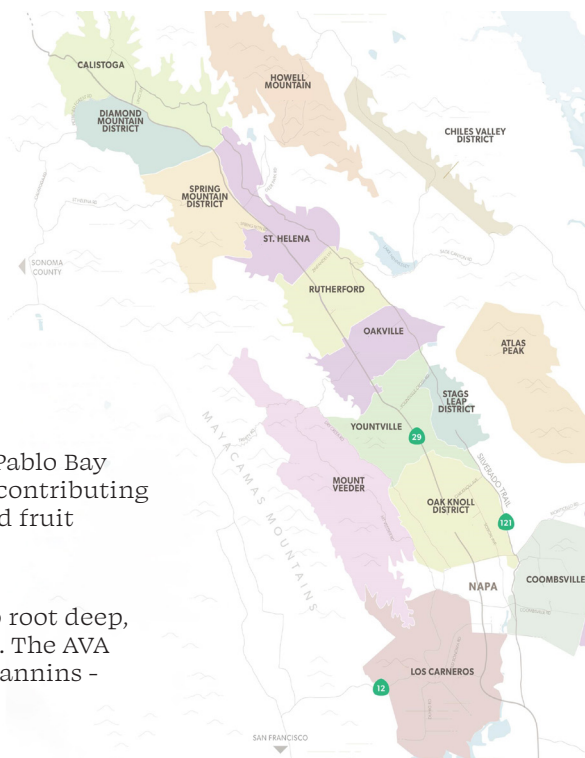 CALISTOGA
HOWELL
MOUNTAIN
DIAMOND
MOUNTAIN
DISTRICT
CHILES VALLEY
DISTRICT
SPRING
MOUNTAIN
DISTRICT
ST. HELENA
SONOMA
COUNTY
RUTHERFORD
OAKVILLE
ATLAS
PEAK
STAGS
LEAP
DISTRICT
YOUNTVILLE
29
MAYACAMAS MOUNTAINS
Pablo Bay
contributing
d fruit
MOUNT
VEEDER
SILVERADO TRAIL
OAK KNOLL
DISTRICT
121
NAPA
COOMBSVILLE
root deep,
. The AVA
annins -
LOS CARNEROS
12
SAN FRANCISCO